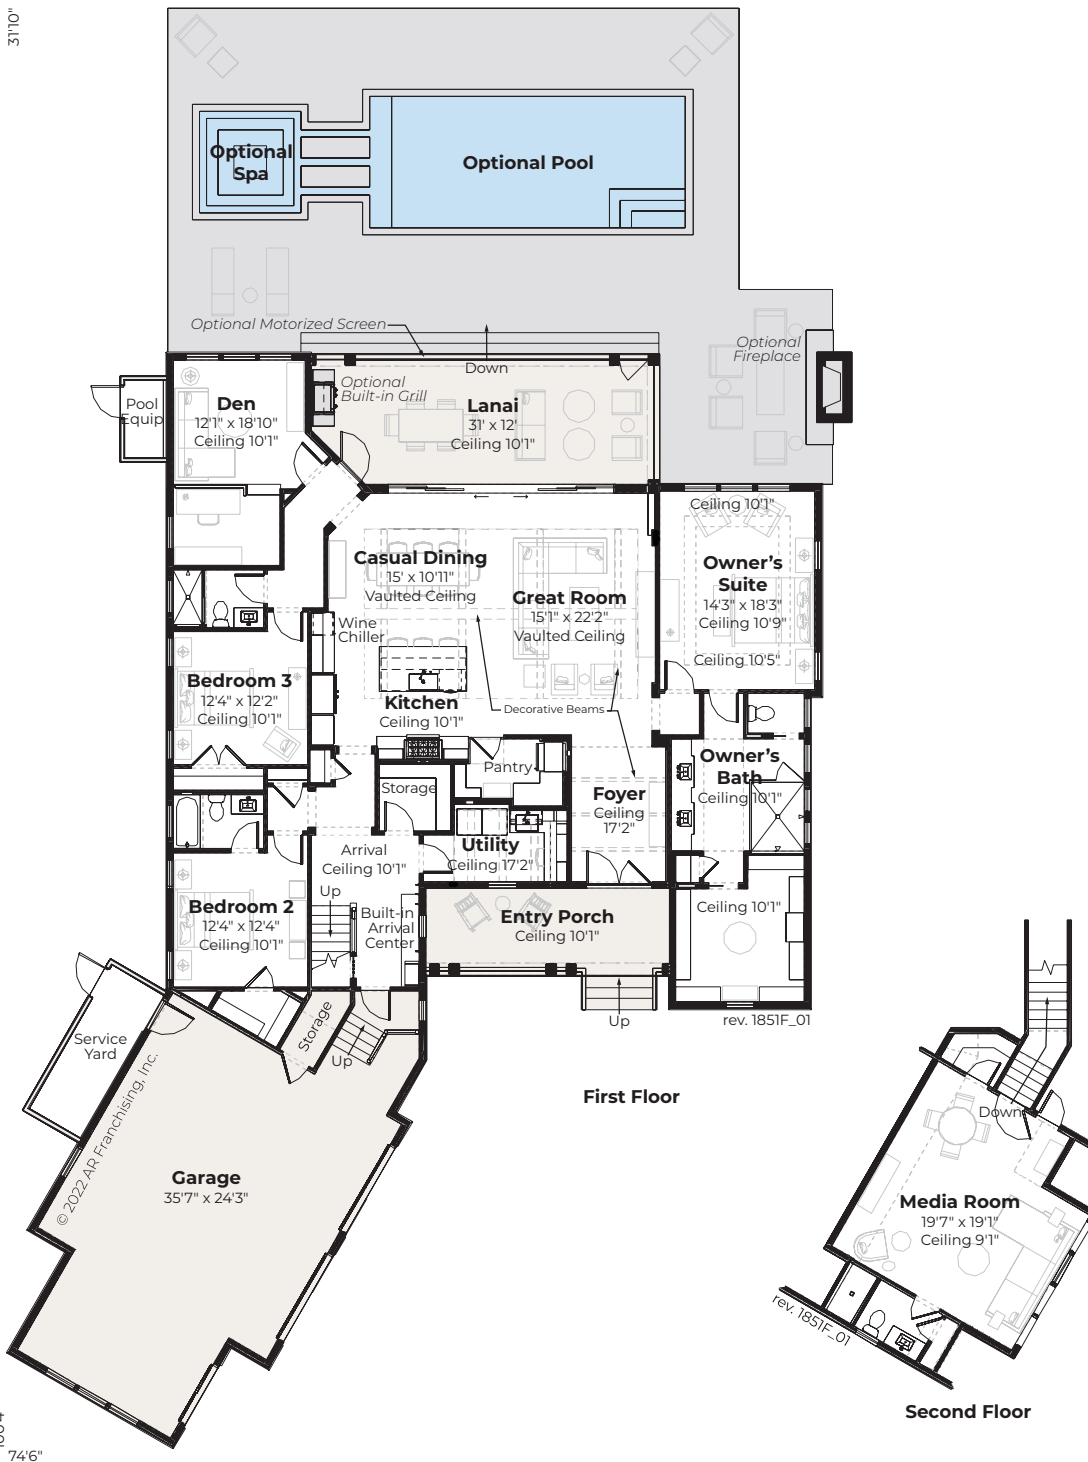 31'10"
Optional
Spa
Optional Pool
Optional Motorized Screen
Down
Optional
Fireplace
Pool
Equip
Den
12'1" x 18'10"
Ceiling 10'1"
Optional
Built-in Grill
Lanai
31' x 12'
Ceiling 10'1"
Ceiling 10'1"
Casual Dining
15' x 10'11"
Vaulted Ceiling
Great Room
15'1" x 22'2"
Vaulted Ceiling
Owner's
Suite
14'3" x 18'3"
Ceiling 10'9"
Ceiling 10'5"
Wine
Chiller
Bedroom 3
12'4" x 12'2"
Ceiling 10'1"
Kitchen
Ceiling 10'1"
Decorative Beams
Pantry
Storage
Foyer
Ceiling
17'2"
Owner's
Bath
Ceiling 10'1"
Arrival
Ceiling 10'1"
Utility
Ceiling 17'2"
Up
Bedroom 2
12'4" x 12'4"
Ceiling 10'1"
Built-in
Arrival
Center
Entry Porch
Ceiling 10'1"
Ceiling 10'1"
Up
rev. 1851F_01
Service
Yard
Storage
Up
© 2022 AR Franchising, Inc.
First Floor
Garage
35'7" x 24'3"
Down
Media Room
19'7" x 19'1"
Ceiling 9'1"
rev. 1851F_01
Second Floor
74'6"